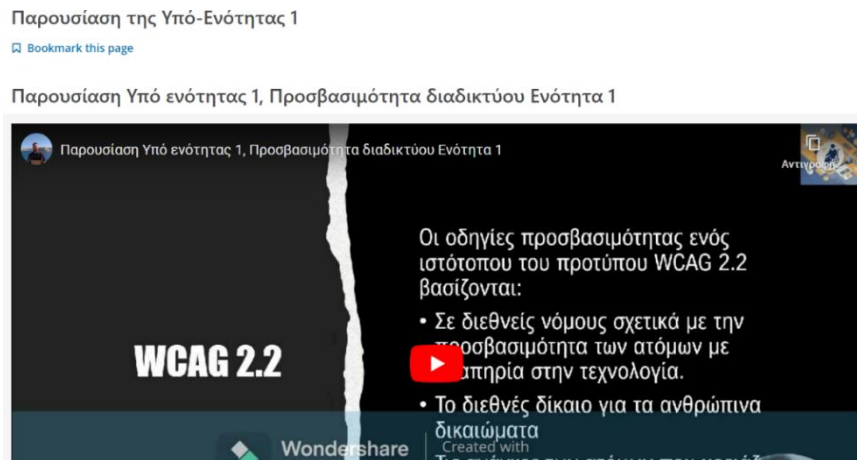 Παρουσίαση της Υπό-Ενότητας 1
Bookmark this page
Παρουσίαση Υπό ενότητας 1, Προσβασιμότητα διαδικτύου Ενότητα 1
Παρουσίαση Υπό ενότητας 1, Προσβασιμότητα διαδικτύου Ενότητα 1
Αντιγραφή
Οι οδηγίες προσβασιμότητας ενός
ιστότοπου του προτύπου WCAG 2.2
βασίζονται:
• Σε διεθνείς νόμους σχετικά με την
προσβασιμότητα των ατόμων με
αναπηρία στην τεχνολογία.
WCAG 2.2
• Το διεθνές δίκαιο για τα ανθρώπινα
δικαιώματα
Wondershare
Created with